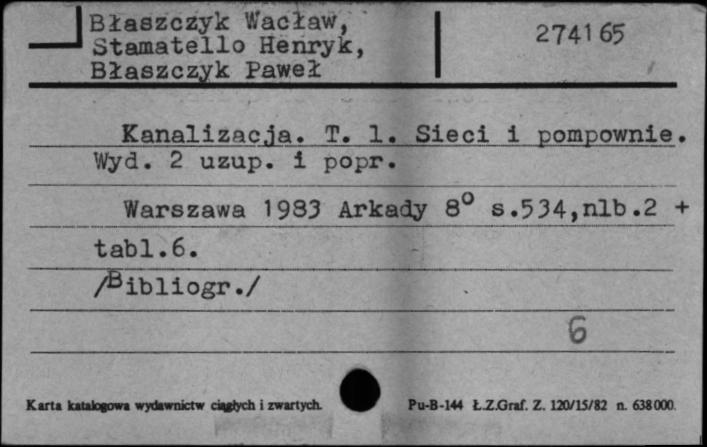 Błaszczyk Wacław,
Stamatello Henryk,
Błaszczyk Paweł
274165
Kanalizacja. T. 1. Sieci i pompownie.
Wyd. 2 uzup. i popr.
Warszawa 1983 Arkady 8° s.534,nlb.2 +
tabl.6.
/Bibliogr./
6
Karta katalogowa wydawnictw ciągłych i zwartych.
Pu-B-144 Ł.Z.Graf. Z. 120/15/82 n. 638000.